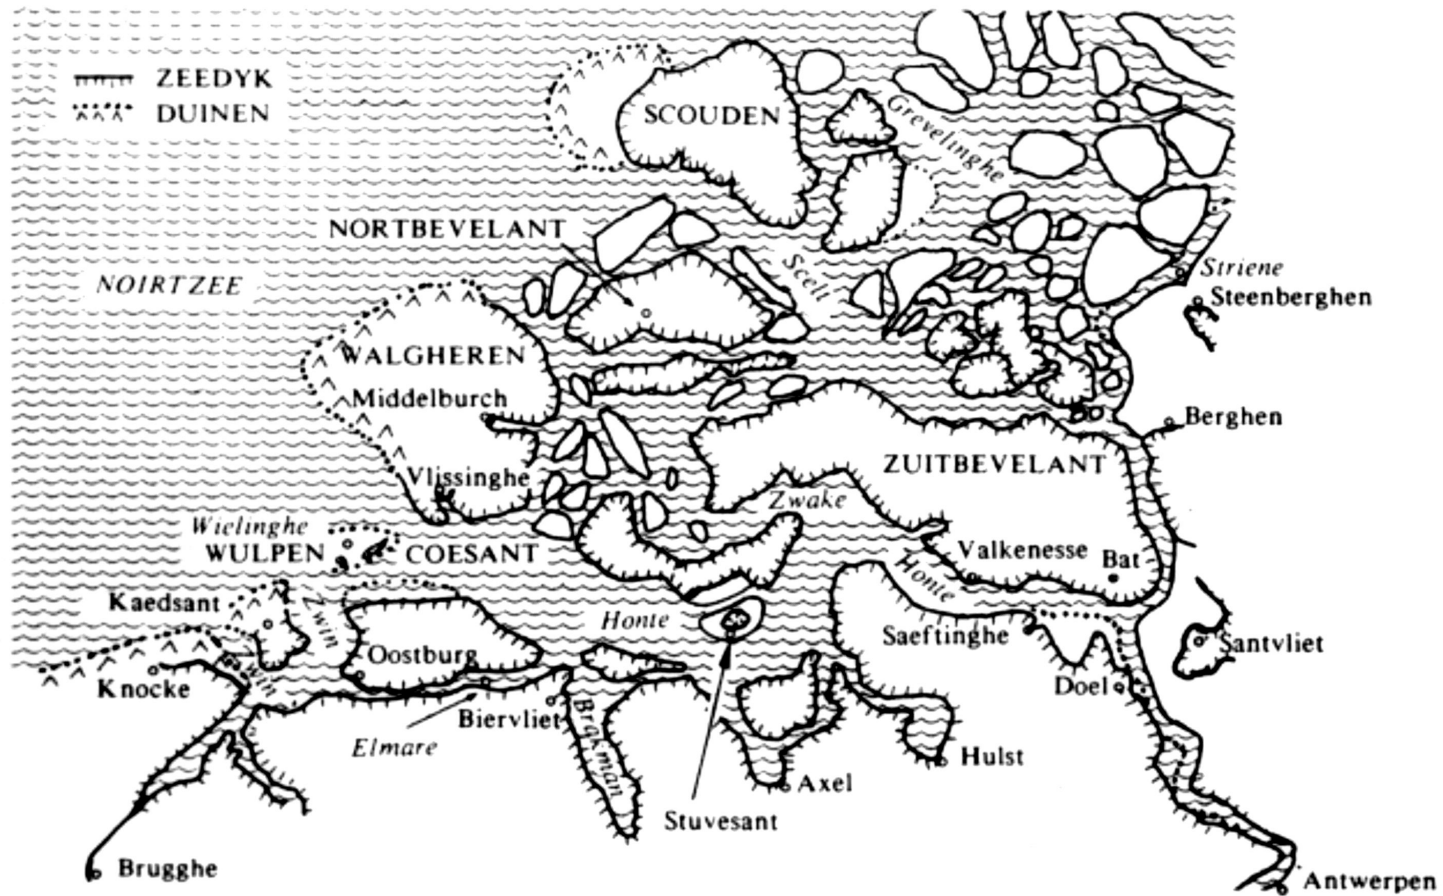 ZEEDYK
DUINEN
SCOUDEN
Grevelinghe
NORTBEVELANT
Scelt
Striene
Steenberghen
NOIRTZEE
WALGHEREN
Middelburch
Berghen
ZUITBEVELANT
Vlissinghe
Zwake
Wielinghe
WULPEN
COESANT
Valkenesse
Bat
Honte
Kaedsant
Zwin
Honte
Saeftinghe
Santvliet
Oostburg
Zwin
Knocke
Doel
Biervliet
Brakman
Elmare
Hulst
Axel
Stuvesant
Brugghe
Antwerpen